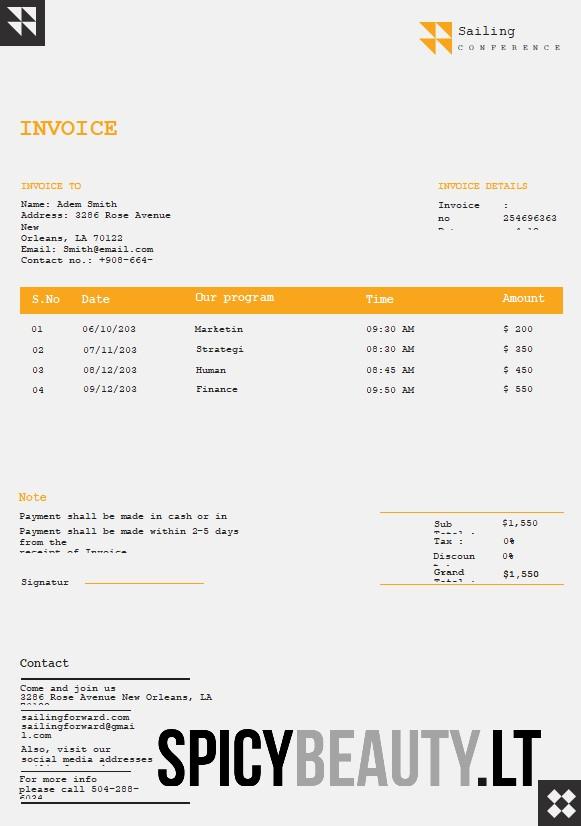 Sailing
CONFERENCE
INVOICE
INVOICE TO
Name: Adem Smith
Address: 3286 Rose Avenue
New
Orleans, LA 70122
Email: Smith@email.com
Contact no.: +908-664-
INVOICE DETAILS
Invoice :
no 254696363
S.No Date Our program Time Amount
01 06/10/203 Marketin 09:30 AM $ 200
02 07/11/203 Strategi 08:30 AM $ 350
03 08/12/203 Human 08:45 AM $ 450
04 09/12/203 Finance 09:50 AM $ 550
Note
Payment shall be made in cash or in
Payment shall be made within 2-5 days
from the
receipt of Invoice
Signatur
Sub $1,550
Total :
Tax : 0%
Discoun 0%
Grand $1,550
Total :
Contact
Come and join us
3286 Rose Avenue New Orleans, LA
sailingforward.com
sailingforward@gmai
l.com
Also, visit our
social media addresses
For more info
please call 504-288-
SPICYBEAUTY.LT